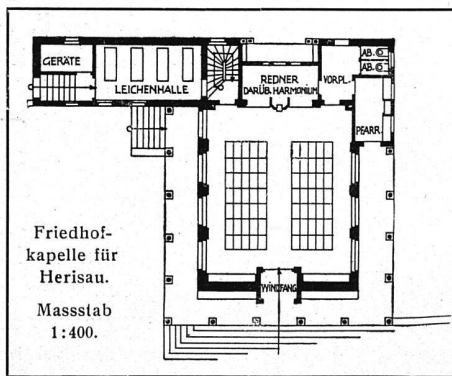 GERÄTE
LEICHENHALLE
REDNER
DARÜB. HARMONIUM
VORPL.
AB.
AB.
PFARR.
WINDFANG
Friedhof-
kapelle für
Herisau.
Massstab
1:400.